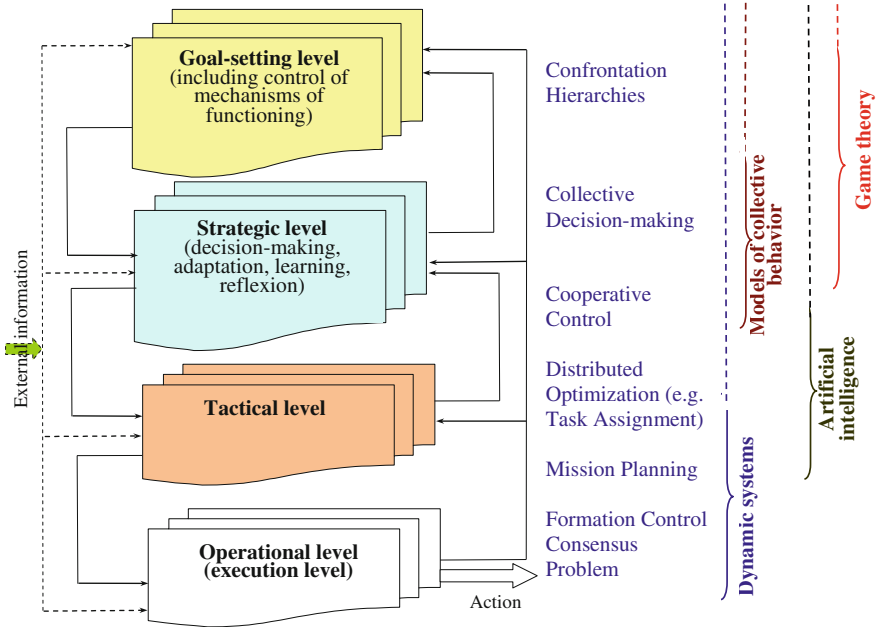 Goal-setting level
(including control of
mechanisms of
functioning)
Strategic level
(decision-making,
adaptation, learning,
reflexion)
Tactical level
Operational level
(execution level)
Action
External information
Confrontation
Hierarchies
Collective
Decision-making
Cooperative
Control
Distributed
Optimization (e.g.
Task Assignment)
Mission Planning
Formation Control
Consensus
Problem
Dynamic systems
Models of collective
behavior
Artificial
intelligence
Game theory